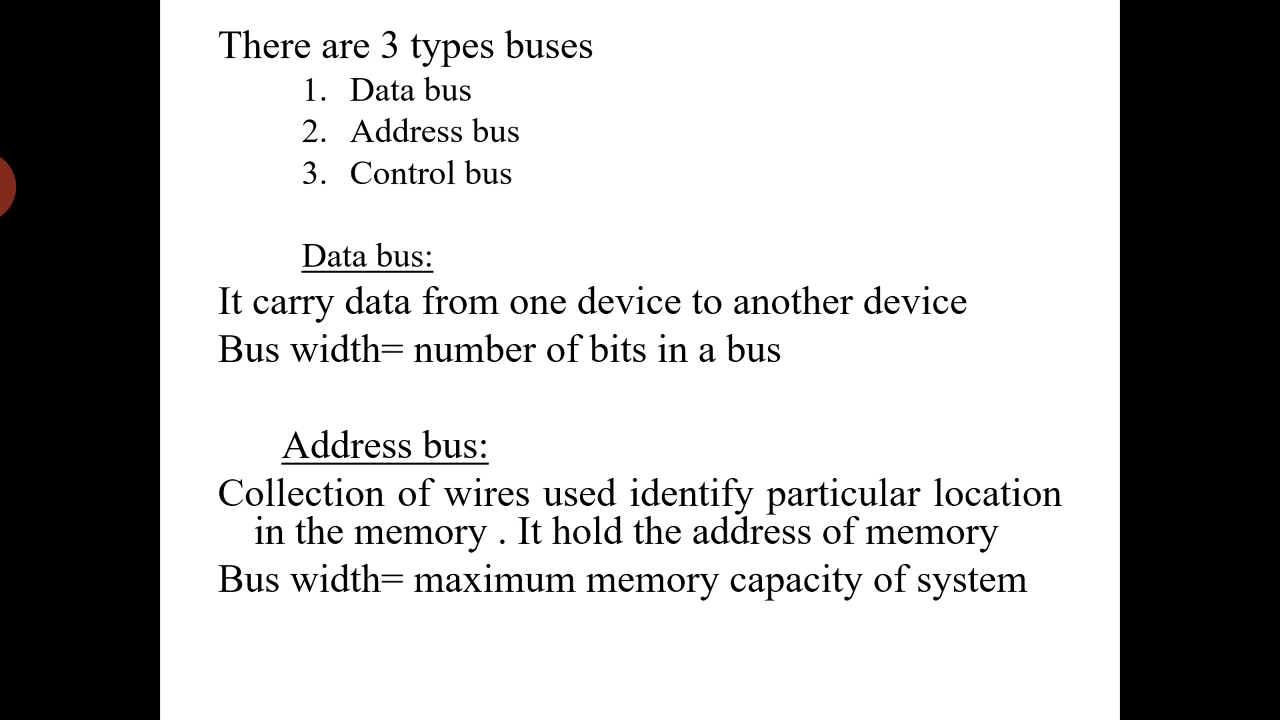 There are 3 types buses
1. Data bus
2. Address bus
3. Control bus
Data bus:
It carry data from one device to another device
Bus width= number of bits in a bus
Address bus:
Collection of wires used identify particular location
in the memory . It hold the address of memory
Bus width= maximum memory capacity of system